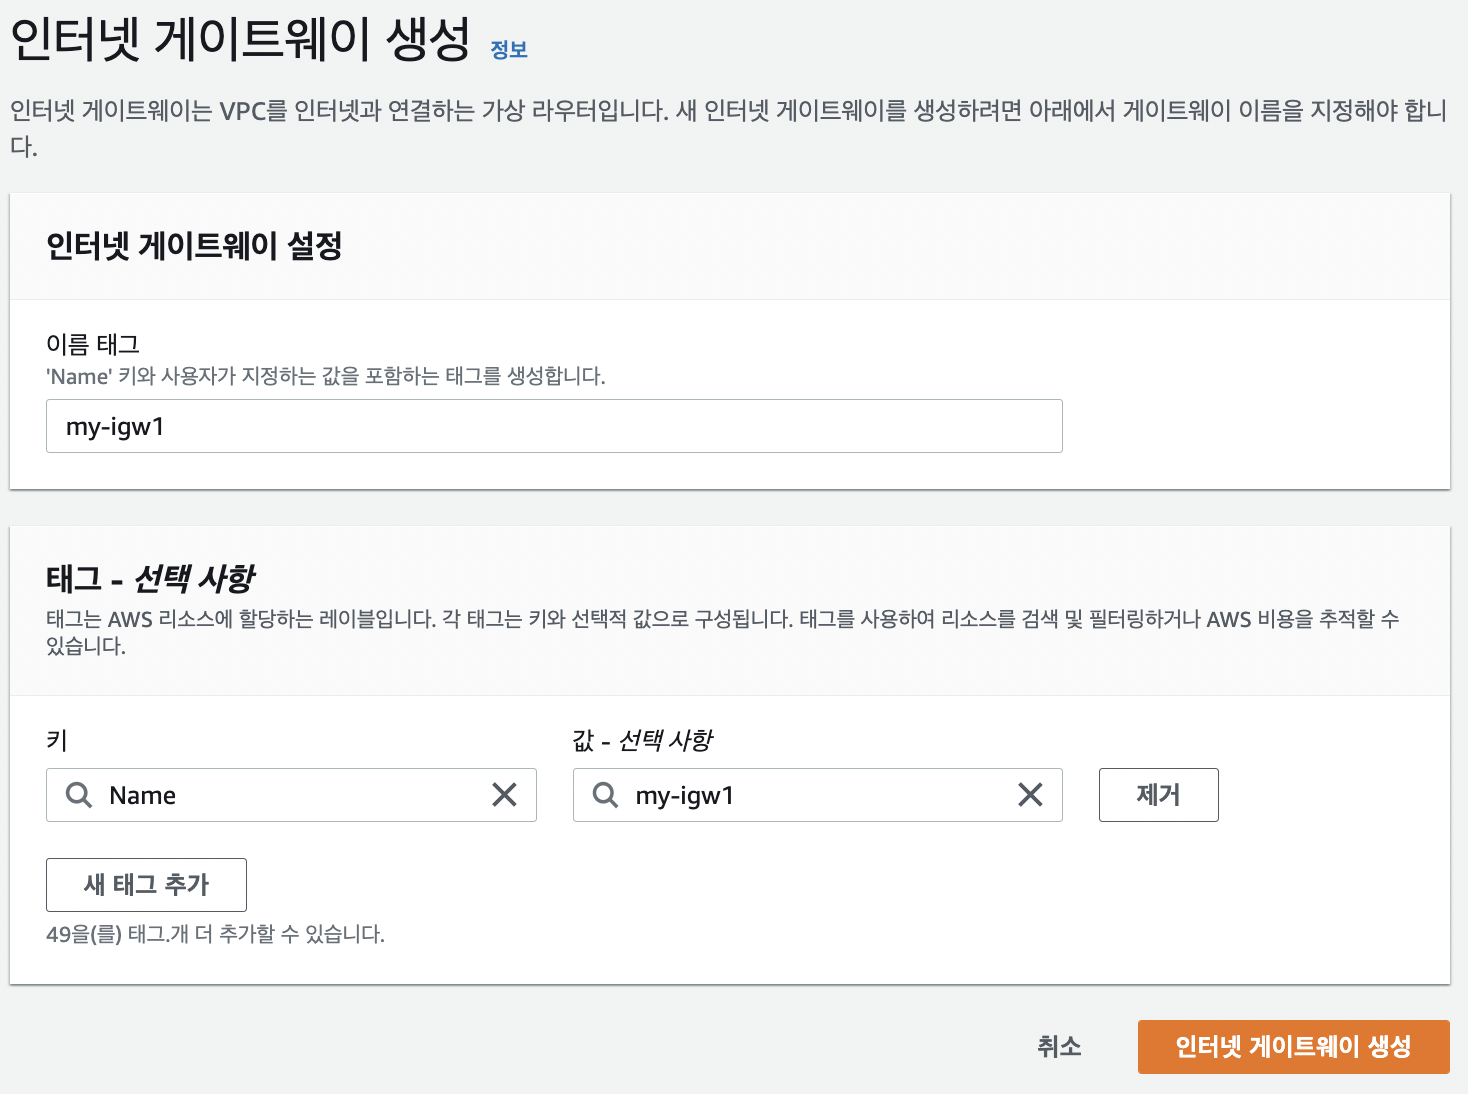 인터넷 게이트웨이 생성 정보
인터넷 게이트웨이는 VPC를 인터넷과 연결하는 가상 라우터입니다. 새 인터넷 게이트웨이를 생성하려면 아래에서 게이트웨이 이름을 지정해야 합니
다.
인터넷 게이트웨이 설정
이름 태그
'Name' 키와 사용자가 지정하는 값을 포함하는 태그를 생성합니다.
my-igw1
태그 - 선택 사항
태그는 AWS 리소스에 할당하는 레이블입니다. 각 태그는 키와 선택적 값으로 구성됩니다. 태그를 사용하여 리소스를 검색 및 필터링하거나 AWS 비용을 추적할 수
있습니다.
키 값 - 선택 사항
Name my-igw1 제거
새 태그 추가
49을(를) 태그.개 더 추가할 수 있습니다.
취소 인터넷 게이트웨이 생성